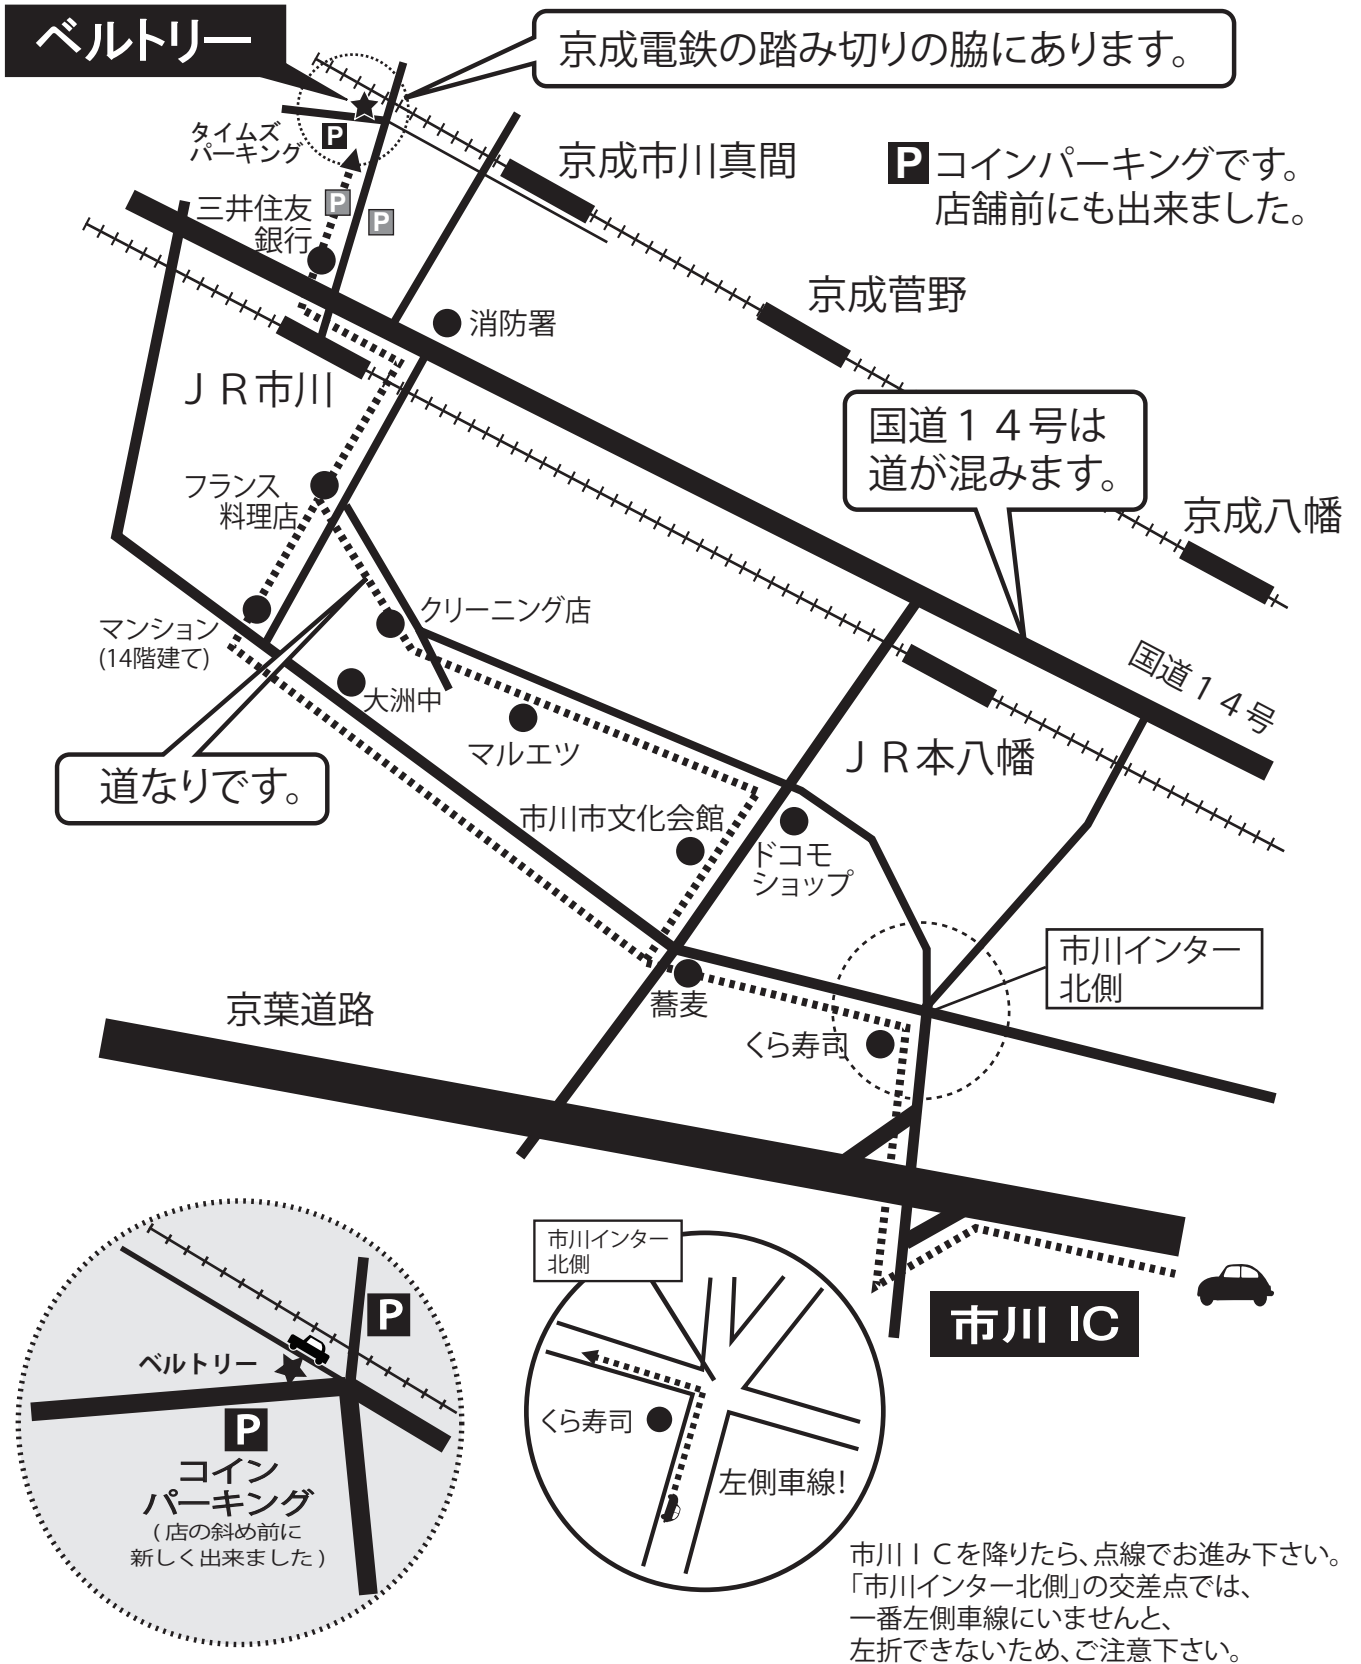 ベルトリー
京成電鉄の踏み切りの脇にあります。
タイムズ
パーキング
P
京成市川真間
P コインパーキングです。
店舗前にも出来ました。
三井住友
銀行
P
P
京成菅野
消防署
JR市川
国道14号は
道が混みます。
フランス
料理店
京成八幡
クリーニング店
マンション
(14階建て)
国道14号
大洲中
マルエツ
JR本八幡
道なりです。
市川市文化会館
ドコモ
ショップ
市川インター
北側
蕎麦
京葉道路
くら寿司
市川IC
市川インター
北側
P
ベルトリー
P
コイン
パーキング
(店の斜め前に
新しく出来ました)
くら寿司
左側車線!
市川ICを降りたら、点線でお進み下さい。
「市川インター北側」の交差点では、
一番左側車線にいませんと、
左折できないため、ご注意下さい。